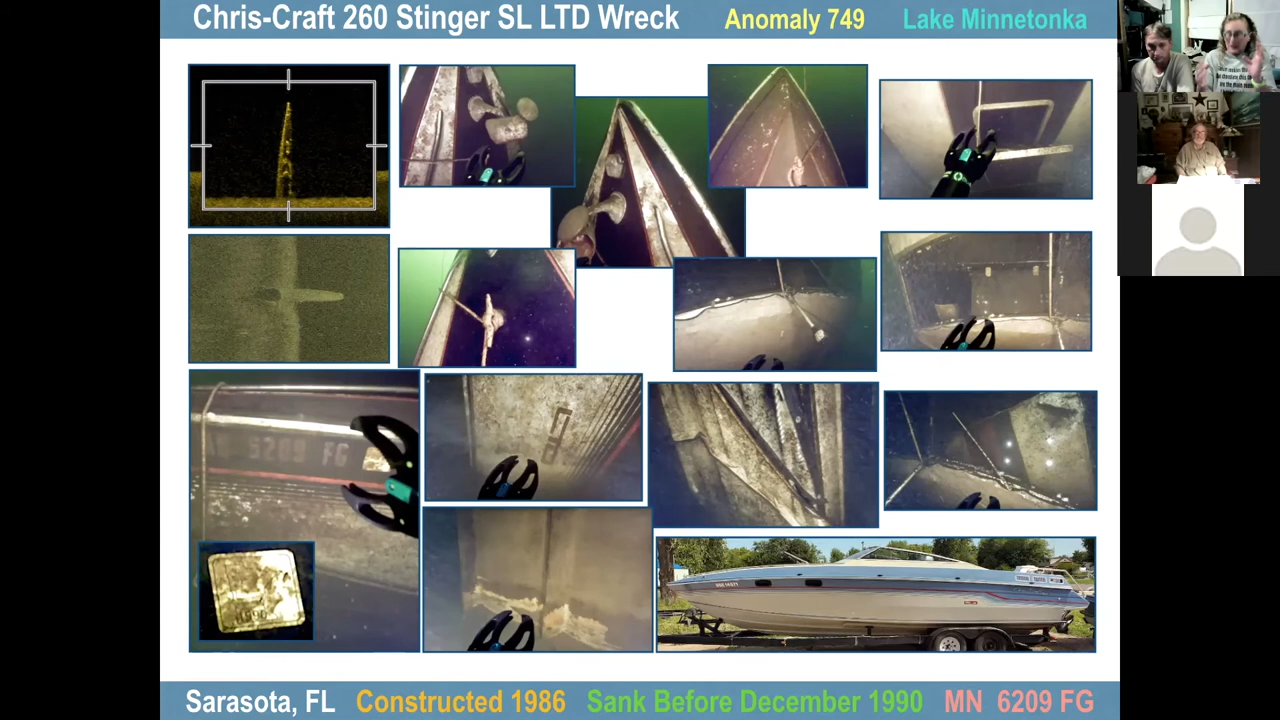 Chris-Craft 260 Stinger SL LTD Wreck Anomaly 749 Lake Minnetonka
5209 FG
Sarasota, FL Constructed 1986 Sank Before December 1990 MN 6209 FG